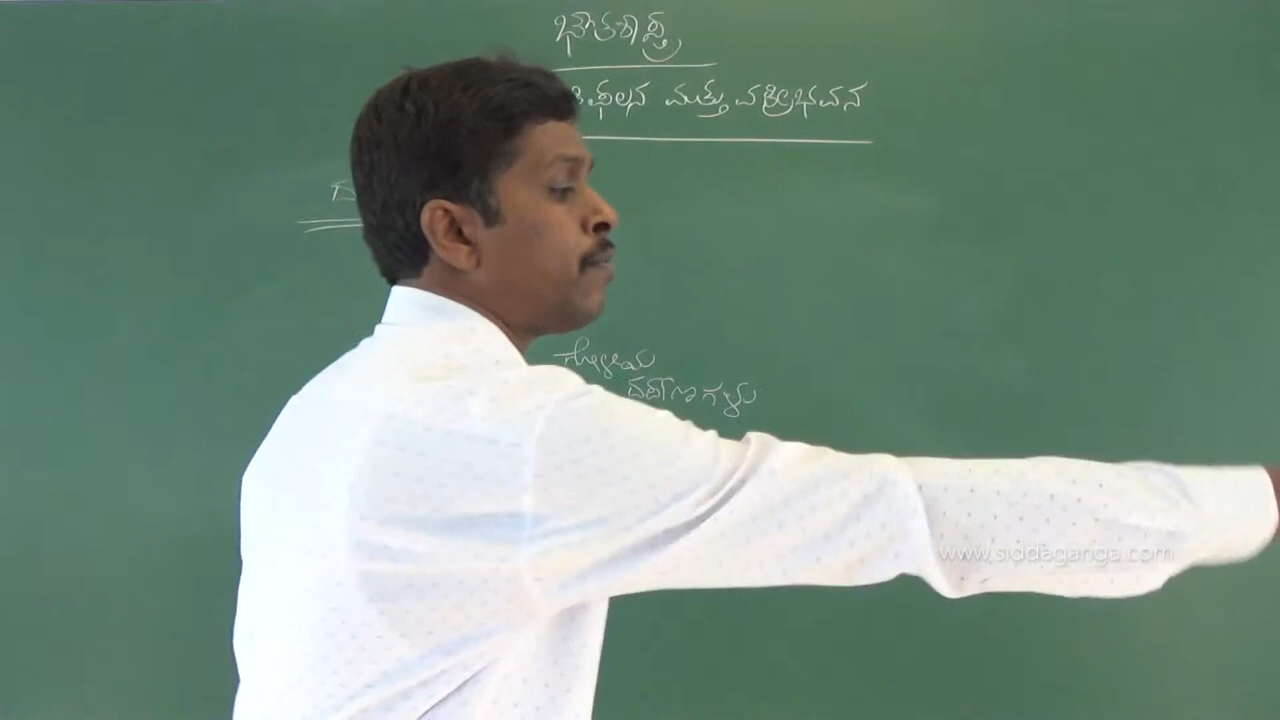 ಭೌತಶಾಸ್ತ್ರ
ತಿಫಲನ ಮತ್ತು ವಕ್ರೀಭವನ
ದ
ಗೋಳೀಯ
ದರ್ಪಣಗಳು
www.siddaganga.com